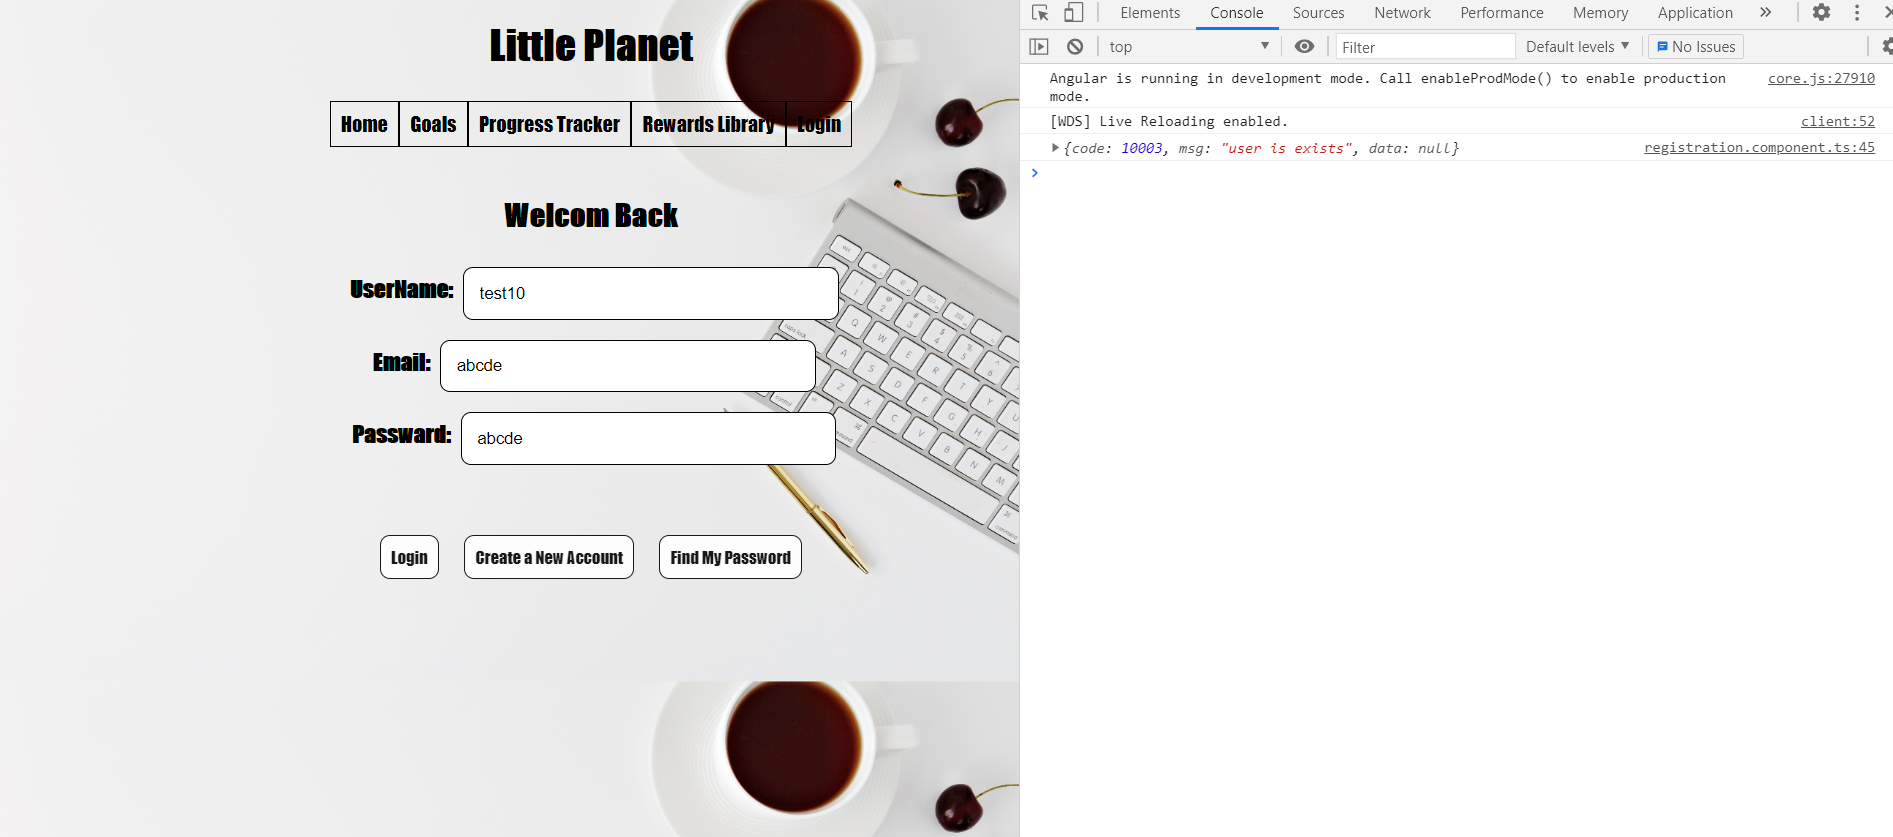 Little Planet
Home Goals Progress Tracker Rewards Library Login
Welcom Back
UserName: test10
Email: abcde
Passward: abcde
Login Create a New Account Find My Password
Elements Console Sources Network Performance Memory Application »
top Filter Default levels No Issues
Angular is running in development mode. Call enableProdMode() to enable production core.js:27910
mode.
[WDS] Live Reloading enabled. client:52
{code: 10003, msg: "user is exists", data: null} registration.component.ts:45
>